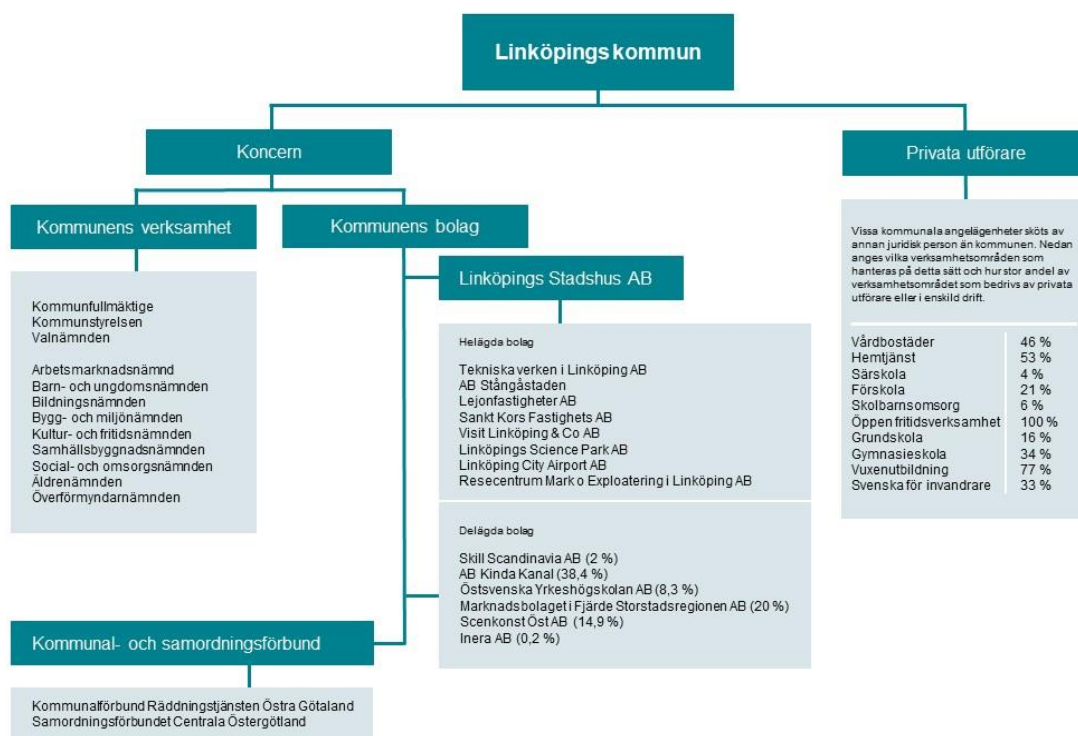 Linköpings kommun
Koncern
Privata utförare
Kommunens verksamhet
Kommunens bolag
Kommunfullmäktige
Kommunstyrelsen
Valnämnden
Arbetsmarknadsnämnd
Barn- och ungdomsnämnden
Bildningsnämnden
Bygg- och miljönämnden
Kultur- och fritidsnämnden
Samhällsbyggnadsnämnden
Social- och omsorgsnämnden
Äldrenämnden
Överförmyndarnämnden
Linköpings Stadshus AB
Helägda bolag
Tekniska verken i Linköping AB
AB Stångåstaden
Lejonfastigheter AB
Sankt Kors Fastighets AB
Visit Linköping & Co AB
Linköpings Science Park AB
Linköping City Airport AB
Resecentrum Mark o Exploatering i Linköping AB
Delägda bolag
Skill Scandinavia AB (2 %)
AB Kinda Kanal (38,4 %)
Östsvenska Yrkeshögskolan AB (8,3 %)
Marknadsbolaget i Fjärde Storstadsregionen AB (20 %)
Scenkonst Öst AB (14,9 %)
Inera AB (0,2 %)
Kommunal- och samordningsförbund
Kommunalförbund Räddningstjänsten Östra Götaland
Samordningsförbundet Centrala Östergötland
Vissa kommunala angelägenheter sköts av
annan juridisk person än kommunen. Nedan
anges vilka verksamhetsområden som
hanteras på detta sätt och hur stor andel av
verksamhetsområdet som bedrivs av privata
utförare eller i enskild drift.
Vårdbostäder 46 %
Hemtjänst 53 %
Särskola 4 %
Förskola 21 %
Skolbarnsomsorg 6 %
Öppen fritidsverksamhet 100 %
Grundskola 16 %
Gymnasieskola 34 %
Vuxenutbildning 77 %
Svenska för invandrare 33 %